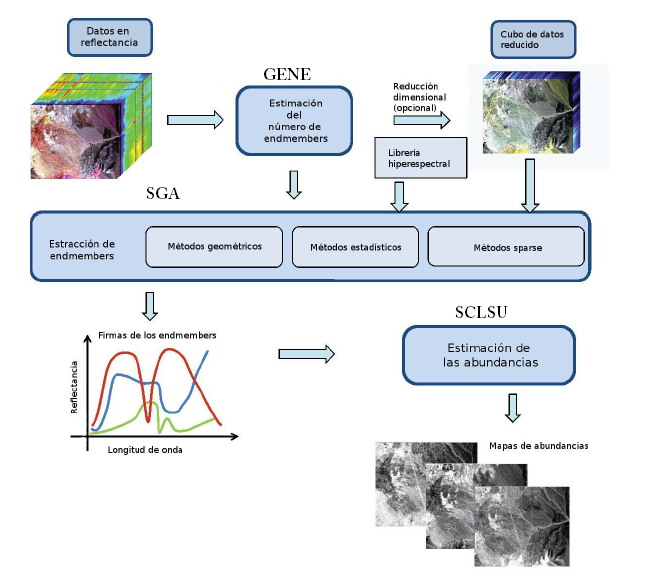 Datos en
reflectancia
Cubo de datos
reducido
GENE
Estimación
del
número de
endmembers
Reducción
dimensional
(opcional)
Libreria
hiperespectral
SGA
Estracción de
endmembers
Métodos geométricos
Métodos estadísticos
Métodos sparse
Firmas de los endmembers
Reflectancia
Longitud de onda
SCLSU
Estimación de
las abundancias
Mapas de abundancias